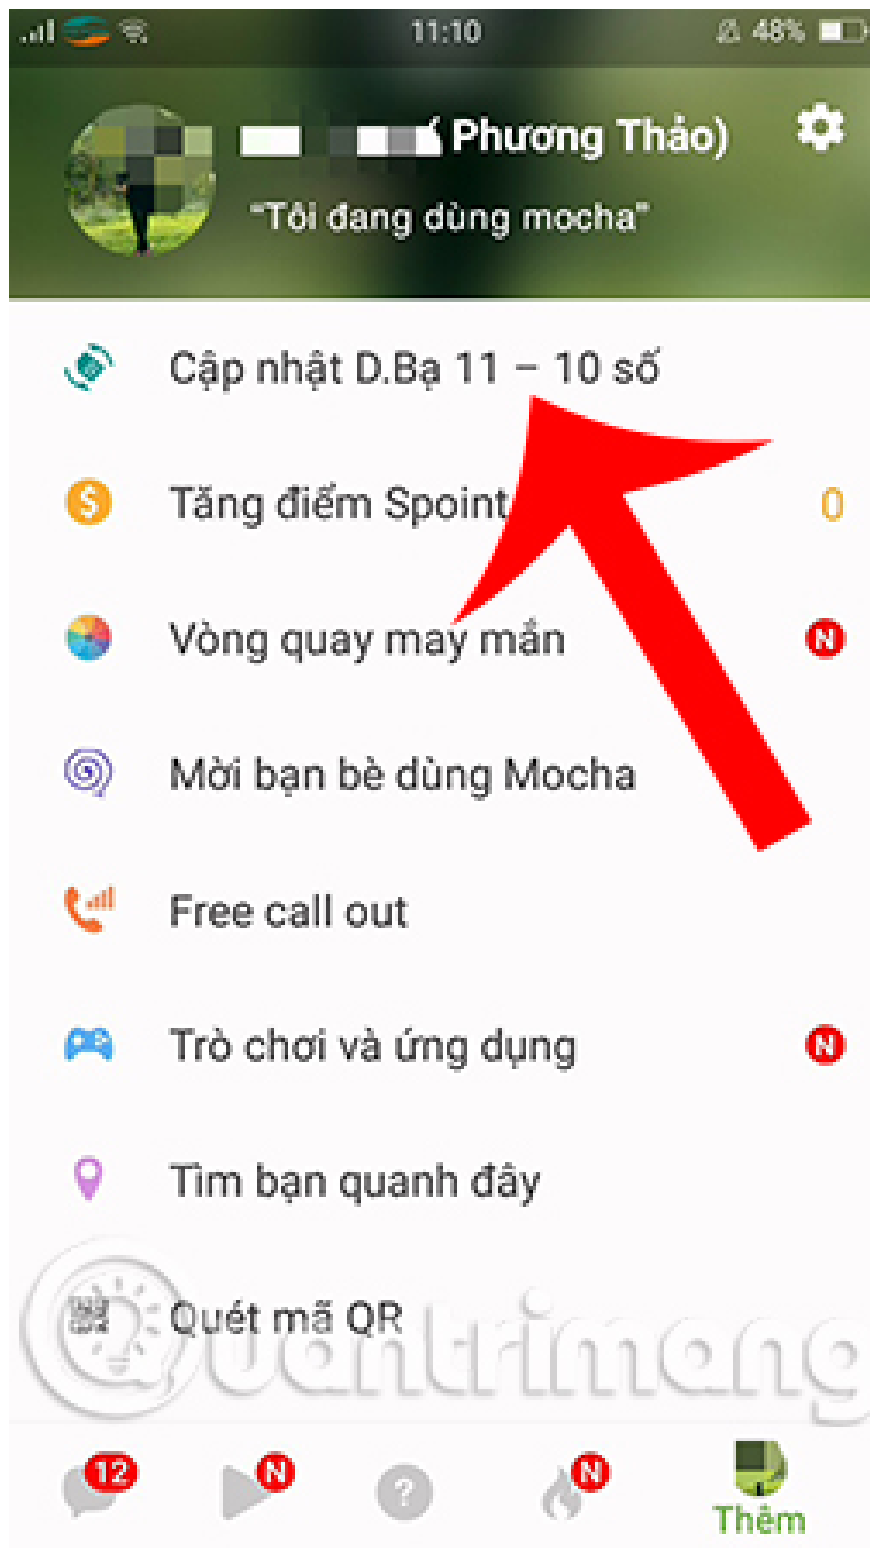 11:10
48%
( Phương Thảo)
"Tôi đang dùng mocha"
Cập nhật D.Bạ 11 – 10 số
Tăng điểm Spoint
0
Vòng quay may mắn
N
Mời bạn bè dùng Mocha
Free call out
Trò chơi và ứng dụng
N
Tìm bạn quanh đây
Quét mã QR
Quantrimang
12
N
?
N
Thêm